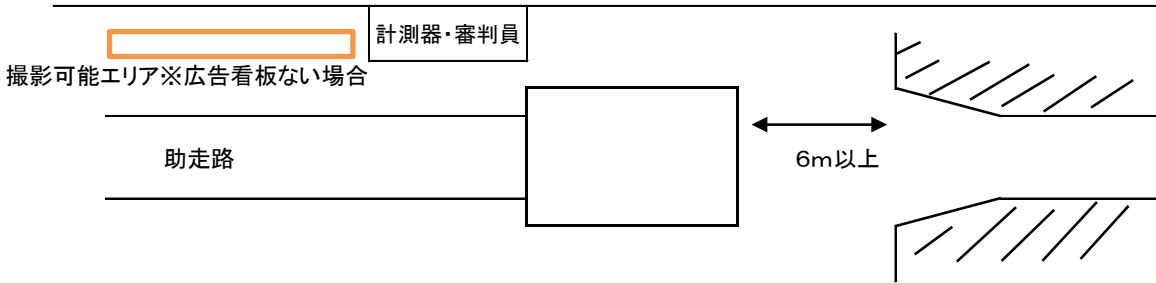 計測器・審判員
撮影可能エリア※広告看板ない場合
助走路
6ｍ以上